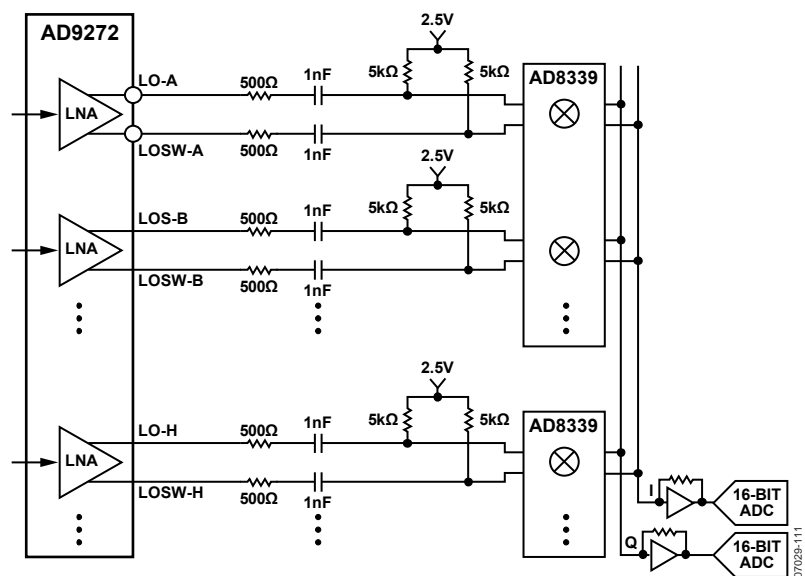 AD9272
2.5V
LO-A
500Ω
1nF
5kΩ
5kΩ
AD8339
LNA
LOSW-A
500Ω
1nF
2.5V
LOS-B
500Ω
1nF
5kΩ
5kΩ
LNA
LOSW-B
500Ω
1nF
2.5V
LO-H
500Ω
1nF
5kΩ
5kΩ
AD8339
LNA
LOSW-H
500Ω
1nF
I
16-BIT
ADC
Q
16-BIT
ADC
07029-111